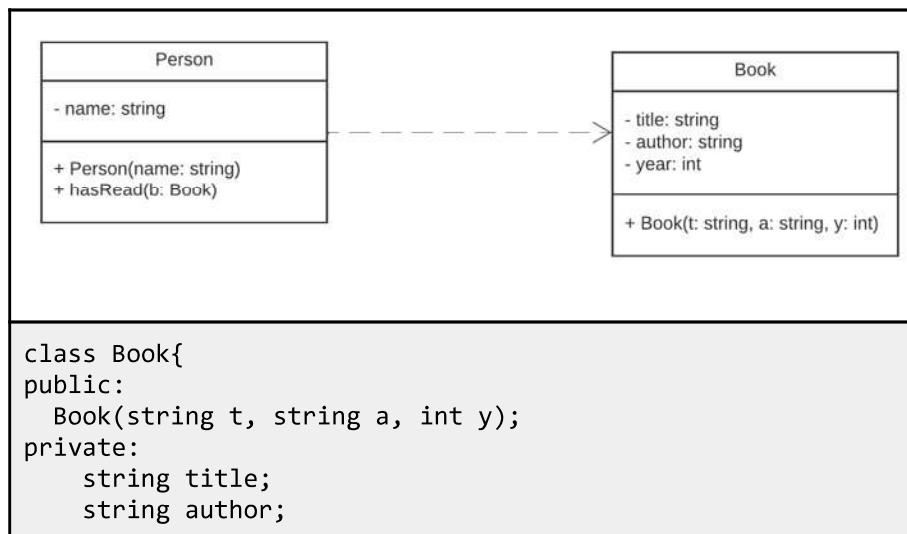 Person
- name: string
+ Person(name: string)
+ hasRead(b: Book)
Book
- title: string
- author: string
- year: int
+ Book(t: string, a: string, y: int)
class Book{
public:
  Book(string t, string a, int y);
private:
    string title;
    string author;